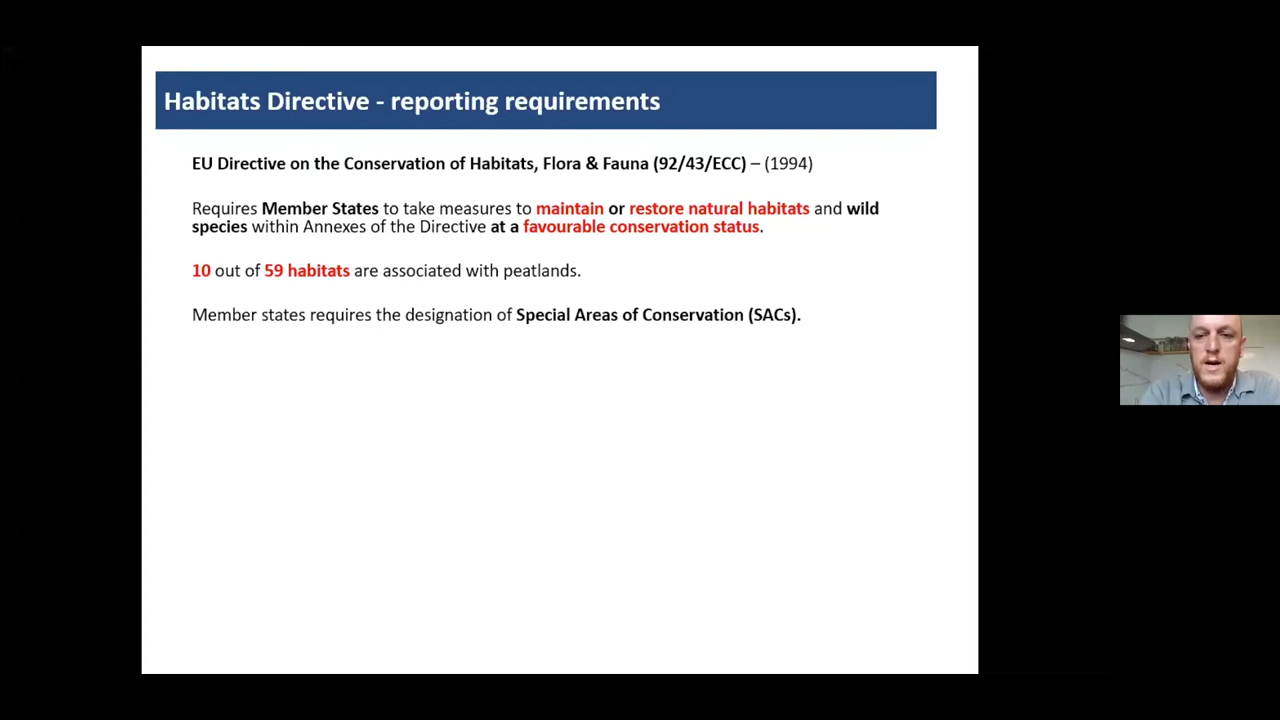 Habitats Directive - reporting requirements
EU Directive on the Conservation of Habitats, Flora & Fauna (92/43/ECC) – (1994)
Requires Member States to take measures to maintain or restore natural habitats and wild
species within Annexes of the Directive at a favourable conservation status.
10 out of 59 habitats are associated with peatlands.
Member states requires the designation of Special Areas of Conservation (SACs).